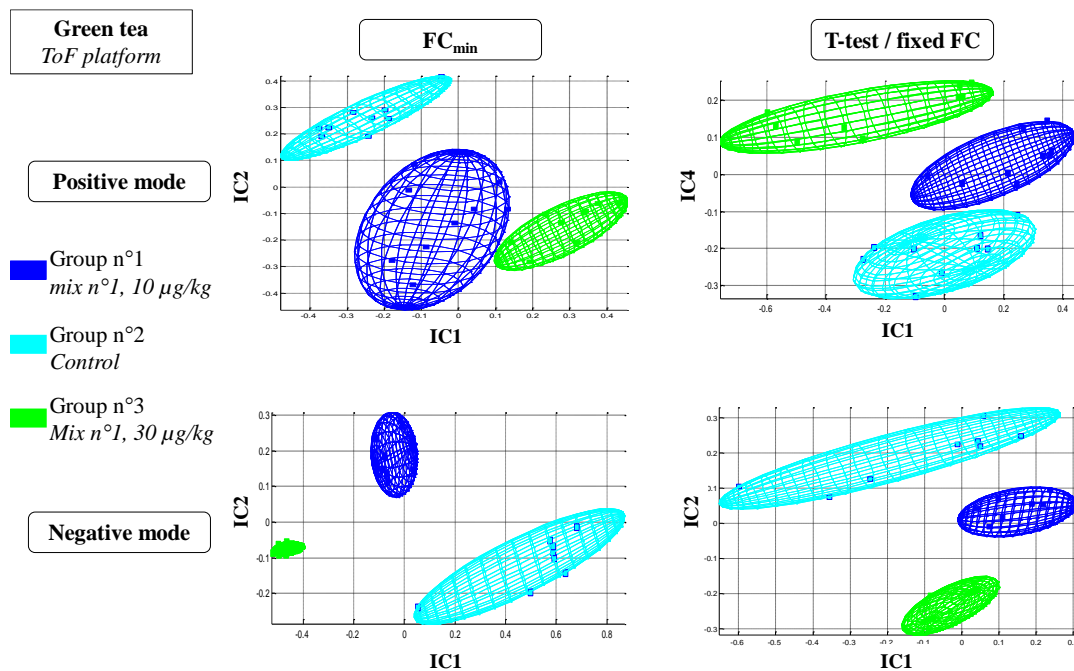 Green tea
ToF platform
FCmin
T-test / fixed FC
Positive mode
Group n°1
mix n°1, 10 µg/kg
Group n°2
Control
Group n°3
Mix n°1, 30 µg/kg
Negative mode
IC2
0.4
0.3
0.2
0.1
0
-0.1
-0.2
-0.3
-0.4
-0.4 -0.3 -0.2 -0.1 0 0.1 0.2 0.3 0.4
IC1
IC4
0.2
0.1
0
-0.1
-0.2
-0.3
-0.6 -0.4 -0.2 0 0.2 0.4
IC1
IC2
0.3
0.2
0.1
0
-0.1
-0.2
-0.4 -0.2 0 0.2 0.4 0.6 0.8
IC1
IC2
0.3
0.2
0.1
0
-0.1
-0.2
-0.3
-0.6 -0.5 -0.4 -0.3 -0.2 -0.1 0 0.1 0.2 0.3
IC1